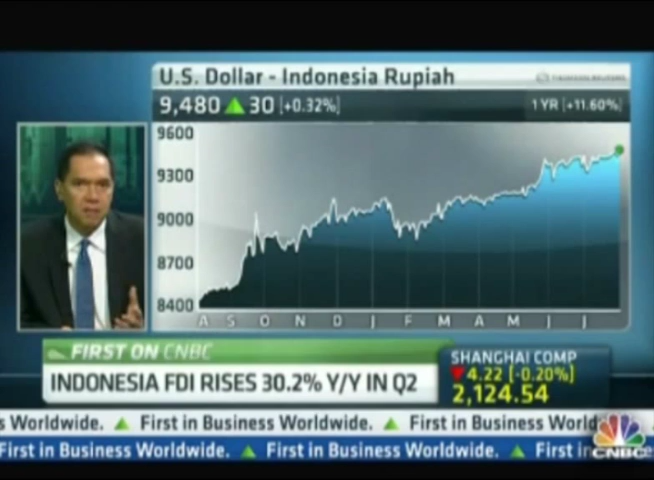 U.S. Dollar - Indonesia Rupiah
THOMSON REUTERS
9,480 30 [+0.32%]
1 YR [+11.60%]
9600
9300
9000
8700
8400
A S O N D J F M A M J J
FIRST ON CNBC
INDONESIA FDI RISES 30.2% Y/Y IN Q2
SHANGHAI COMP
4.22 [-0.20%]
2,124.54
s Worldwide. First in Business Worldwide. First in Business World
CNBC
First in Business Worldwide. First in Business Worldwide. First i